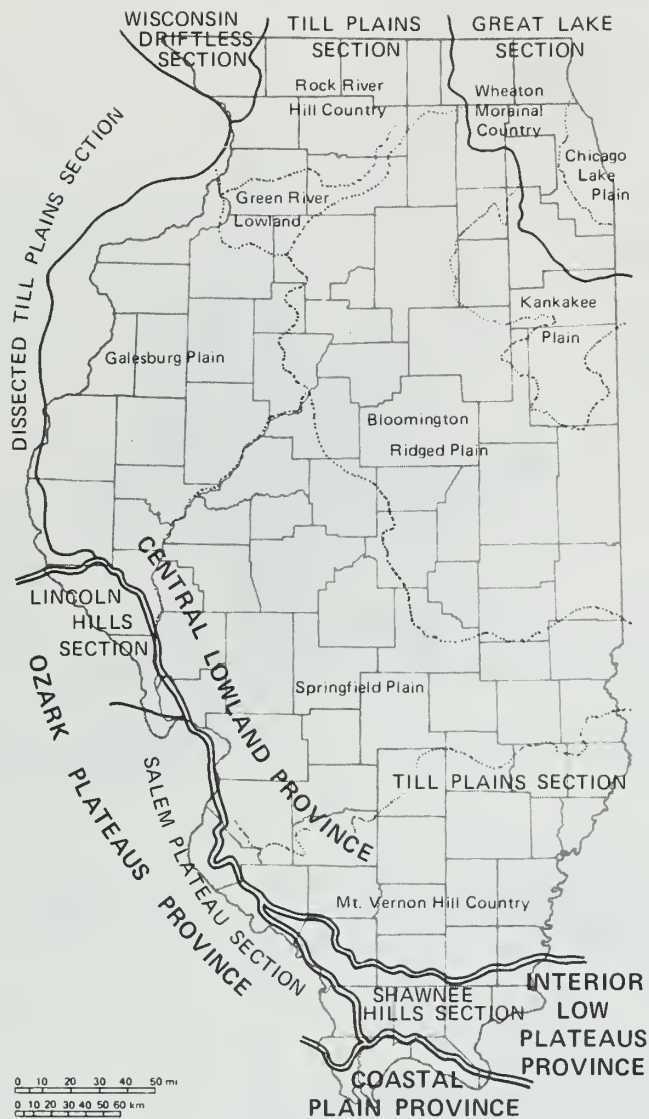 WISCONSIN
DRIFTLESS
SECTION
TILL PLAINS
SECTION
GREAT LAKE
SECTION
Rock River
Hill Country
Wheaton
Morainal
Country
Chicago
Lake
Plain
DISSECTED TILL PLAINS SECTION
Green River
Lowland
Kankakee
Plain
Galesburg Plain
Bloomington
Ridged Plain
CENTRAL LOWLAND PROVINCE
LINCOLN
HILLS
SECTION
OZARK PLATEAUS PROVINCE
Springfield Plain
SALEM PLATEAU SECTION
TILL PLAINS SECTION
Mt. Vernon Hill Country
SHAWNEE
HILLS SECTION
INTERIOR
LOW
PLATEAUS
PROVINCE
COASTAL
PLAIN PROVINCE
0 10 20 30 40 50 mi
0 10 20 30 40 50 60 km